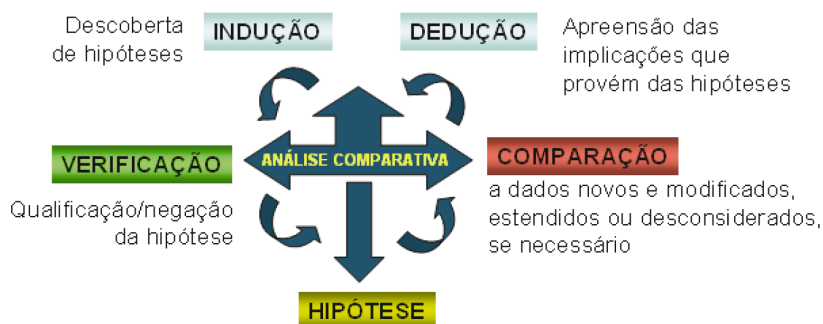 Descoberta
de hipóteses
INDUÇÃO
DEDUÇÃO
Apreensão das
implicações que
provém das hipóteses
VERIFICAÇÃO
ANÁLISE COMPARATIVA
COMPARAÇÃO
Qualificação/negação
da hipótese
a dados novos e modificados,
estendidos ou desconsiderados,
se necessário
HIPÓTESE